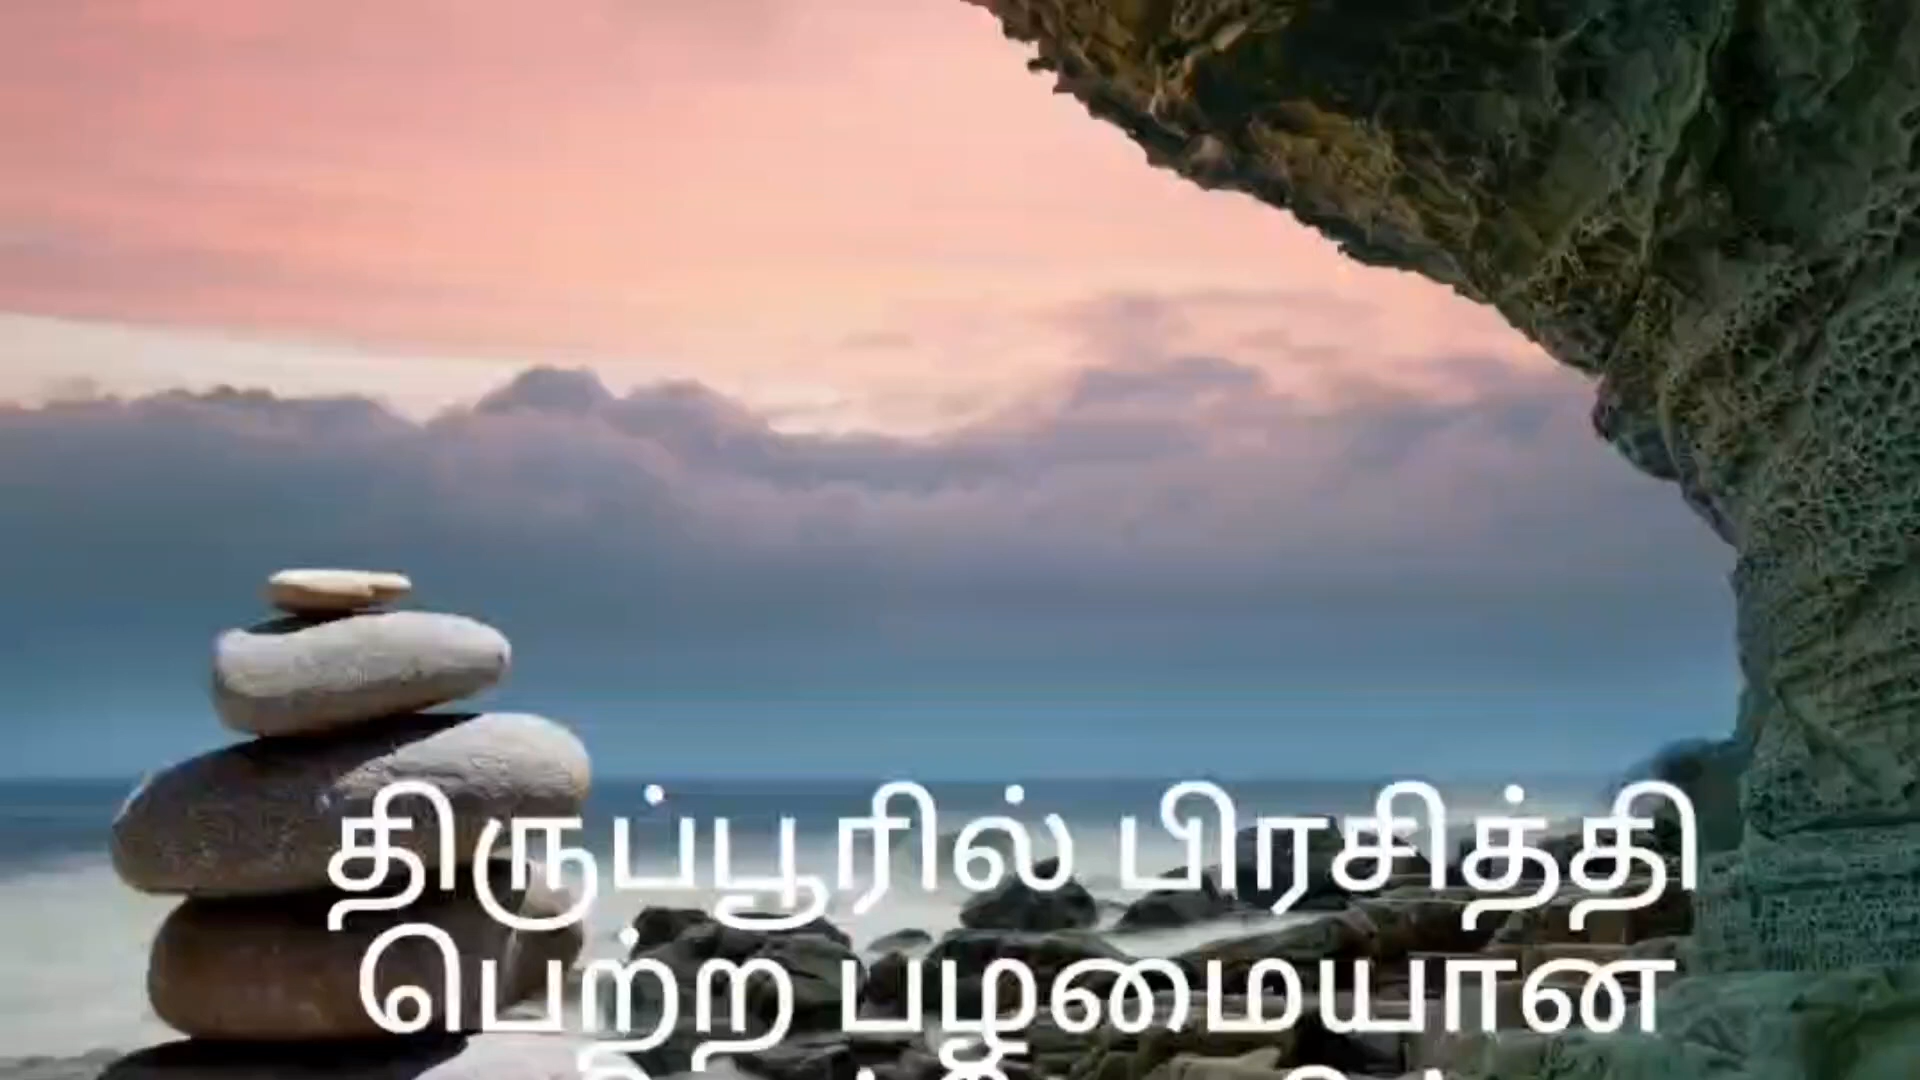 திருப்பூரில் பிரசித்தி
பெற்ற பழமையான